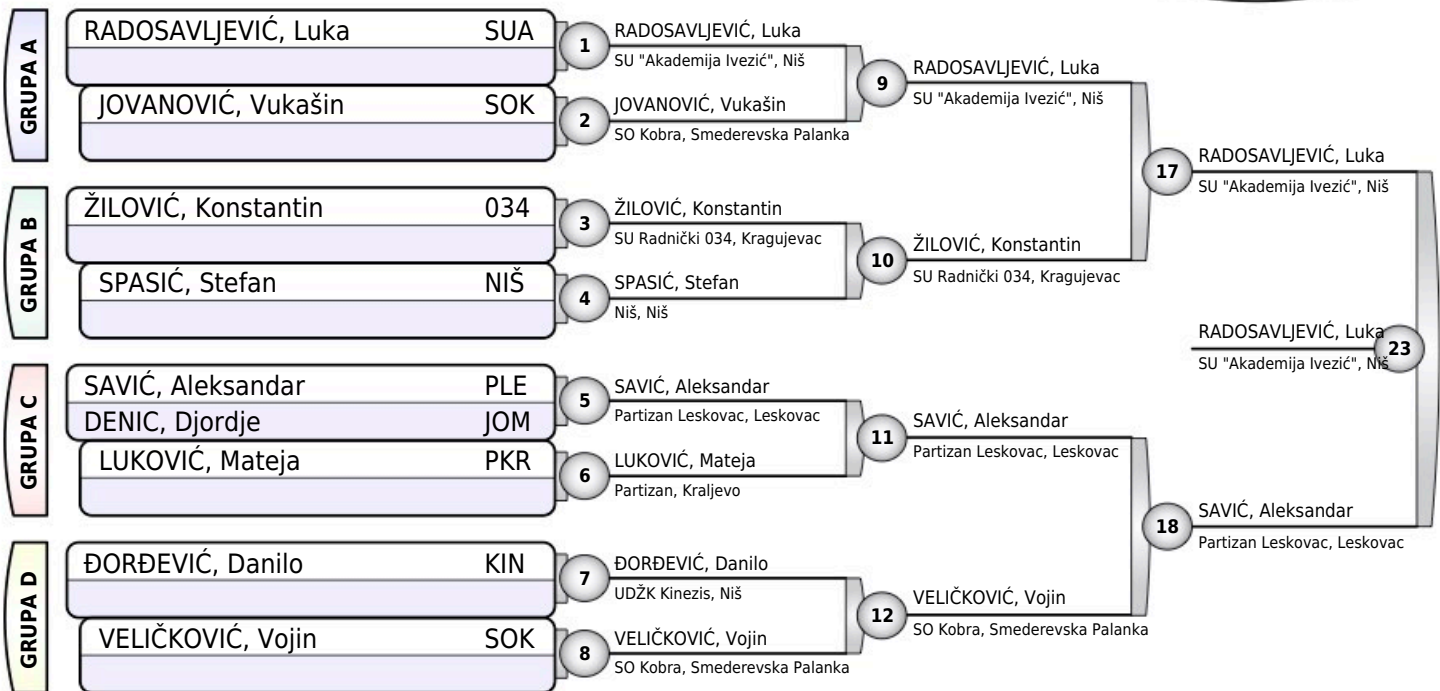 GRUPA A
RADOSAVLJEVIĆ, Luka SUA
JOVANOVIĆ, Vukašin SOK
GRUPA B
ŽILOVIĆ, Konstantin 034
SPASIĆ, Stefan NIŠ
GRUPA C
SAVIĆ, Aleksandar PLE
DENIC, Djordje JOM
LUKOVIĆ, Mateja PKR
GRUPA D
ĐORĐEVIĆ, Danilo KIN
VELIČKOVIĆ, Vojin SOK
1
RADOSAVLJEVIĆ, Luka
SU "Akademija Ivezić", Niš
2
JOVANOVIĆ, Vukašin
SO Kobra, Smederevska Palanka
3
ŽILOVIĆ, Konstantin
SU Radnički 034, Kragujevac
4
SPASIĆ, Stefan
Niš, Niš
5
SAVIĆ, Aleksandar
Partizan Leskovac, Leskovac
6
LUKOVIĆ, Mateja
Partizan, Kraljevo
7
ĐORĐEVIĆ, Danilo
UDŽK Kinezis, Niš
8
VELIČKOVIĆ, Vojin
SO Kobra, Smederevska Palanka
9
RADOSAVLJEVIĆ, Luka
SU "Akademija Ivezić", Niš
10
ŽILOVIĆ, Konstantin
SU Radnički 034, Kragujevac
11
SAVIĆ, Aleksandar
Partizan Leskovac, Leskovac
12
VELIČKOVIĆ, Vojin
SO Kobra, Smederevska Palanka
17
RADOSAVLJEVIĆ, Luka
SU "Akademija Ivezić", Niš
18
SAVIĆ, Aleksandar
Partizan Leskovac, Leskovac
RADOSAVLJEVIĆ, Luka
SU "Akademija Ivezić", Niš
23